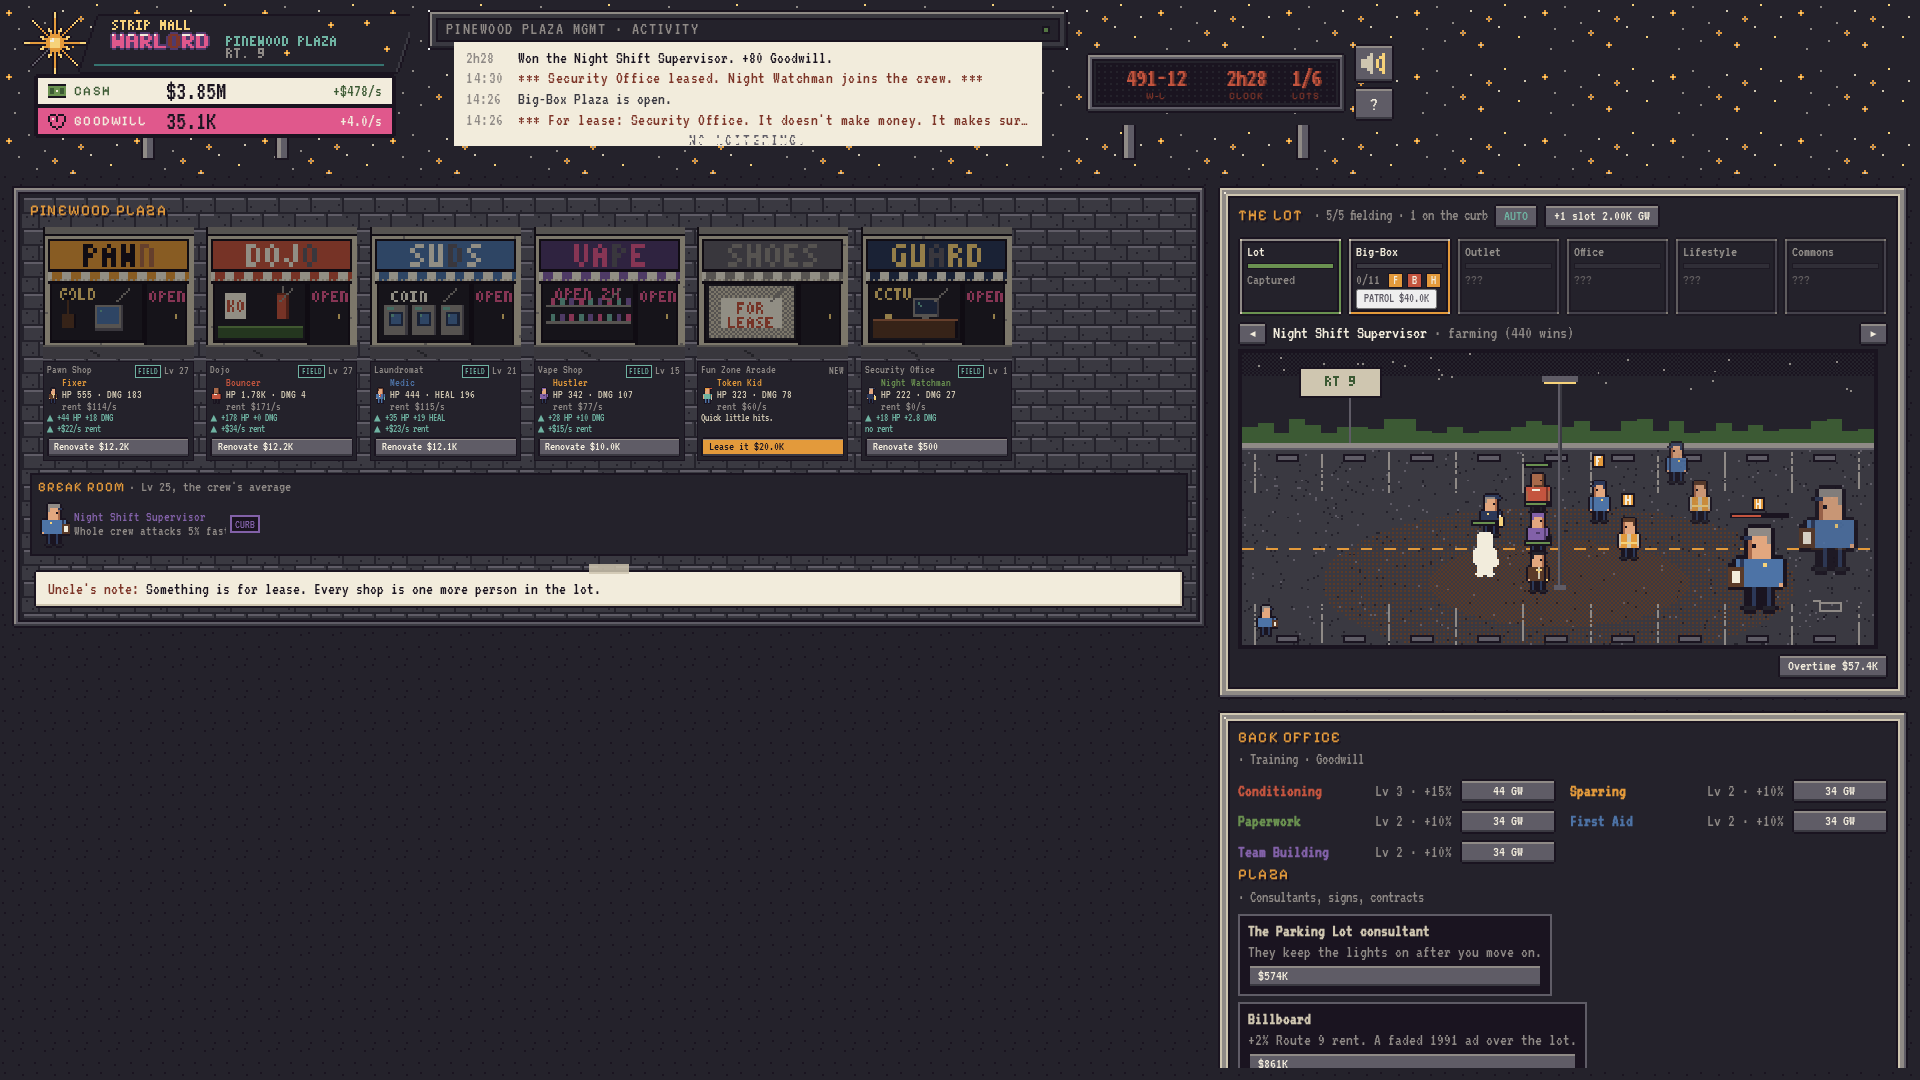 STRIP MALL
WARLORD
PINEWOOD PLAZA
RT. 9
CASH $3.85M +$478/s
GOODWILL 35.1K +4.0/s
PINEWOOD PLAZA MGMT · ACTIVITY
2h28 Won the Night Shift Supervisor. +80 Goodwill.
14:30 *** Security Office leased. Night Watchman joins the crew. ***
14:26 Big-Box Plaza is open.
14:26 *** For lease: Security Office. It doesn't make money. It makes sur…
NO LOITERING.
491-12 2h28 1/6
W-L CLOCK LOTS
?
PINEWOOD PLAZA
PAWN
DOJO
SUDS
VAPE
SHOES
GUARD
GOLD OPEN
KO OPEN
COIN OPEN
OPEN 24 OPEN
FOR LEASE
CCTV OPEN
Pawn Shop FIELD Lv 27
Fixer
HP 555 · DMG 183
rent $114/s
▲ +44 HP +18 DMG
▲ +$22/s rent
Renovate $12.2K
Dojo FIELD Lv 27
Bouncer
HP 1.78K · DMG 4
rent $171/s
▲ +178 HP +0 DMG
▲ +$34/s rent
Renovate $12.2K
Laundromat FIELD Lv 21
Medic
HP 444 · HEAL 196
rent $115/s
▲ +35 HP +19 HEAL
▲ +$23/s rent
Renovate $12.1K
Vape Shop FIELD Lv 15
Hustler
HP 342 · DMG 107
rent $77/s
▲ +28 HP +10 DMG
▲ +$15/s rent
Renovate $10.0K
Fun Zone Arcade NEW
Token Kid
HP 323 · DMG 78
rent $60/s
Quick little hits.
Lease it $20.0K
Security Office FIELD Lv 1
Night Watchman
HP 222 · DMG 27
rent $0/s
▲ +18 HP +2.8 DMG
no rent
Renovate $500
BREAK ROOM · Lv 25, the crew's average
Night Shift Supervisor
Whole crew attacks 5% fast
CURB
Uncle's note: Something is for lease. Every shop is one more person in the lot.
THE LOT · 5/5 fielding · 1 on the curb AUTO +1 slot 2.00K GW
Lot
Captured
Big-Box
0/11 F B H
PATROL $40.0K
Outlet
???
Office
???
Lifestyle
???
Commons
???
◄ Night Shift Supervisor · farming (440 wins) ►
RT 9
F
H
H
Overtime $57.4K
BACK OFFICE
· Training · Goodwill
Conditioning Lv 3 · +15% 44 GW
Sparring Lv 2 · +10% 34 GW
Paperwork Lv 2 · +10% 34 GW
First Aid Lv 2 · +10% 34 GW
Team Building Lv 2 · +10% 34 GW
PLAZA
· Consultants, signs, contracts
The Parking Lot consultant
They keep the lights on after you move on.
$574K
Billboard
+2% Route 9 rent. A faded 1991 ad over the lot.
$861K